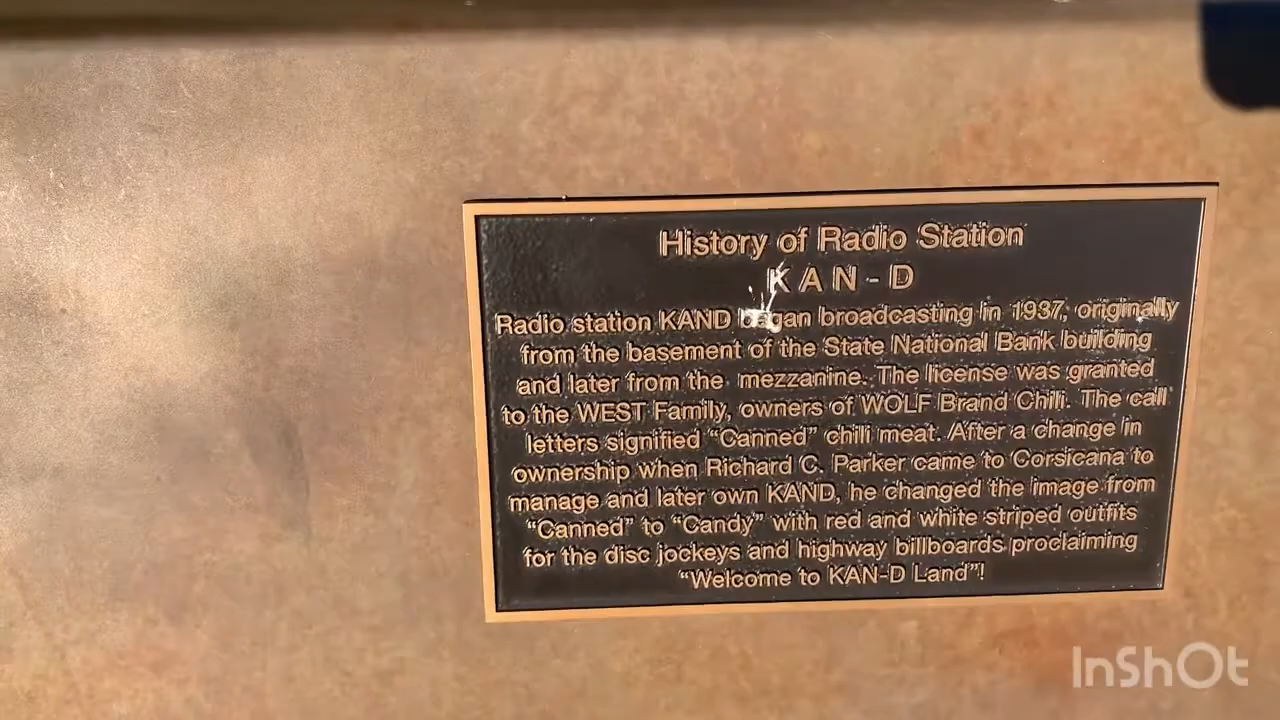 History of Radio Station
KAN-D
Radio station KAND began broadcasting in 1937, originally
from the basement of the State National Bank building
and later from the mezzanine. The license was granted
to the WEST Family, owners of WOLF Brand Chili. The call
letters signified "Canned" chili meat. After a change in
ownership when Richard C. Parker came to Corsicana to
manage and later own KAND, he changed the image from
"Canned" to "Candy" with red and white striped outfits
for the disc jockeys and highway billboards proclaiming
"Welcome to KAN-D Land"!
InShOt